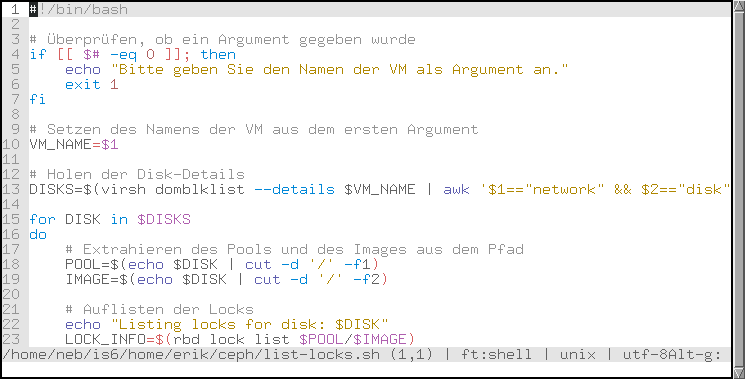 1 #!/bin/bash
2
3 # Überprüfen, ob ein Argument gegeben wurde
4 if [[ $# -eq 0 ]]; then
5     echo "Bitte geben Sie den Namen der VM als Argument an."
6     exit 1
7 fi
8
9 # Setzen des Namens der VM aus dem ersten Argument
10 VM_NAME=$1
11
12 # Holen der Disk-Details
13 DISKS=$(virsh domblklist --details $VM_NAME | awk '$1=="network" && $2=="disk"
14
15 for DISK in $DISKS
16 do
17     # Extrahieren des Pools und des Images aus dem Pfad
18     POOL=$(echo $DISK | cut -d '/' -f1)
19     IMAGE=$(echo $DISK | cut -d '/' -f2)
20
21     # Auflisten der Locks
22     echo "Listing locks for disk: $DISK"
23     LOCK_INFO=$(rbd lock list $POOL/$IMAGE)
/home/neb/is6/home/erik/ceph/list-locks.sh (1,1) | ft:shell | unix | utf-8Alt-g: